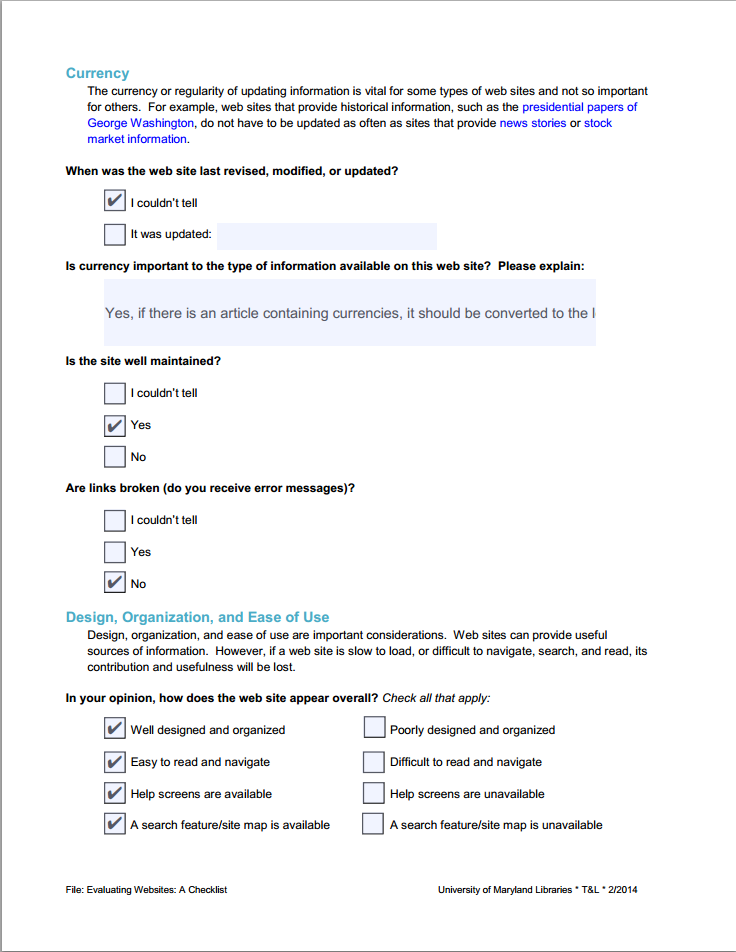 Currency
The currency or regularity of updating information is vital for some types of web sites and not so important
for others. For example, web sites that provide historical information, such as the presidential papers of
George Washington, do not have to be updated as often as sites that provide news stories or stock
market information.
When was the web site last revised, modified, or updated?
✔ I couldn't tell
It was updated:
Is currency important to the type of information available on this web site? Please explain:
Yes, if there is an article containing currencies, it should be converted to the l
Is the site well maintained?
I couldn't tell
✔ Yes
No
Are links broken (do you receive error messages)?
I couldn't tell
Yes
✔ No
Design, Organization, and Ease of Use
Design, organization, and ease of use are important considerations. Web sites can provide useful
sources of information. However, if a web site is slow to load, or difficult to navigate, search, and read, its
contribution and usefulness will be lost.
In your opinion, how does the web site appear overall? Check all that apply:
✔ Well designed and organized Poorly designed and organized
✔ Easy to read and navigate Difficult to read and navigate
✔ Help screens are available Help screens are unavailable
✔ A search feature/site map is available A search feature/site map is unavailable
File: Evaluating Websites: A Checklist University of Maryland Libraries * T&L * 2/2014